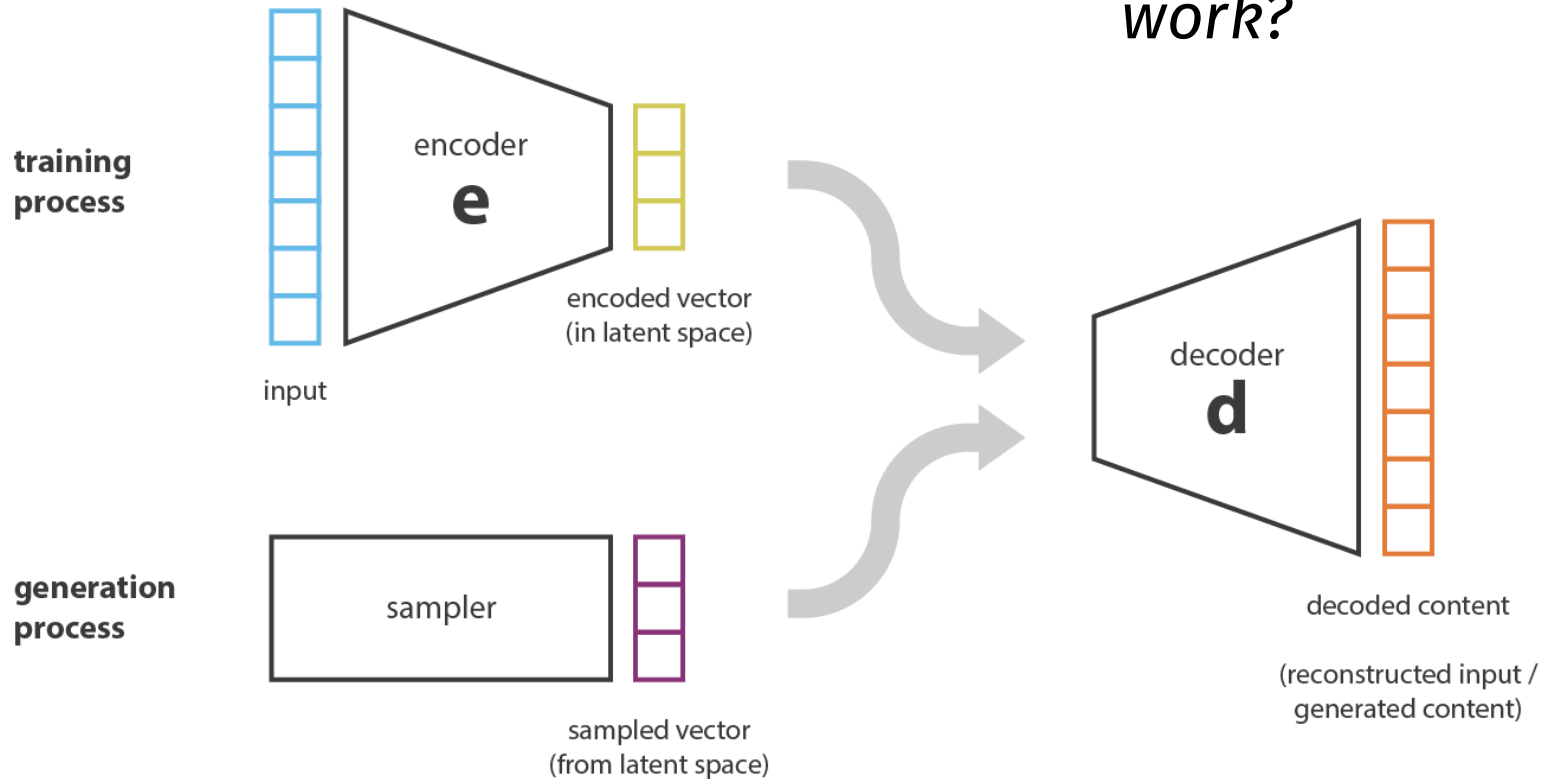 work?
training
process
encoder
e
encoded vector
(in latent space)
input
decoder
d
generation
process
sampler
sampled vector
(from latent space)
decoded content
(reconstructed input /
generated content)